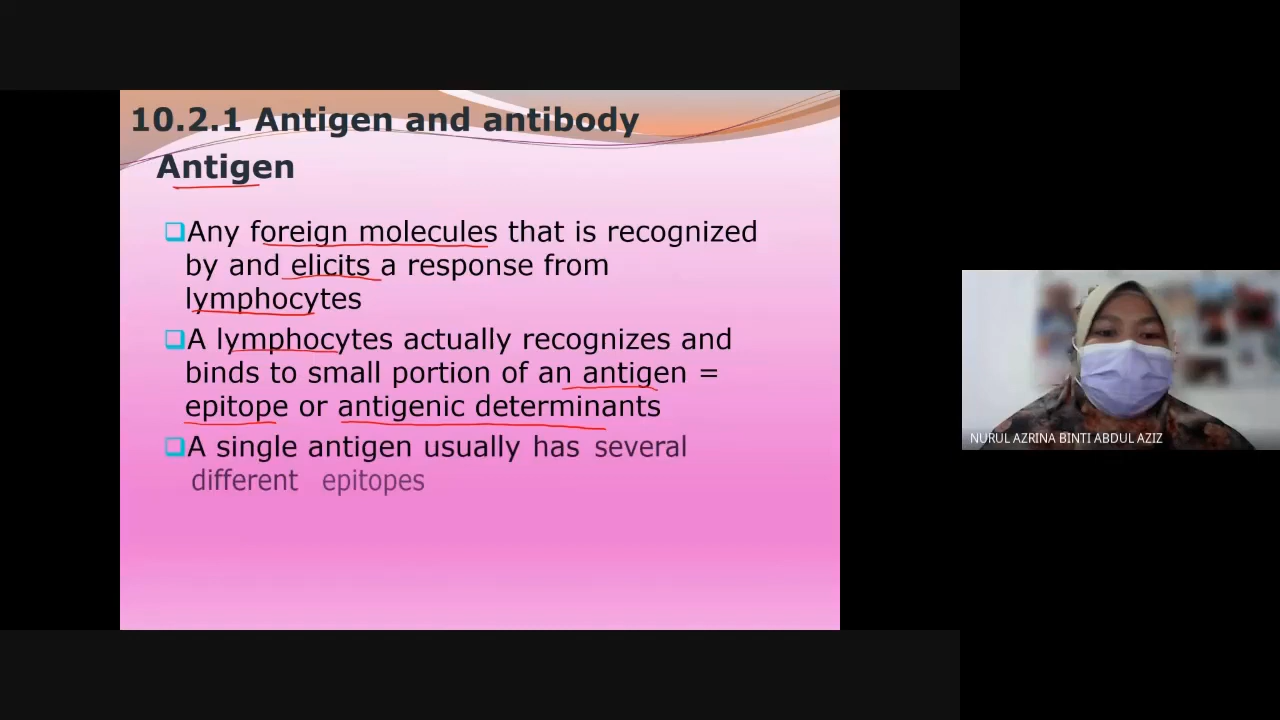 10.2.1 Antigen and antibody
Antigen
Any foreign molecules that is recognized
by and elicits a response from
lymphocytes
A lymphocytes actually recognizes and
binds to small portion of an antigen =
epitope or antigenic determinants
A single antigen usually has several
different epitopes
NURUL AZRINA BINTI ABDUL AZIZ